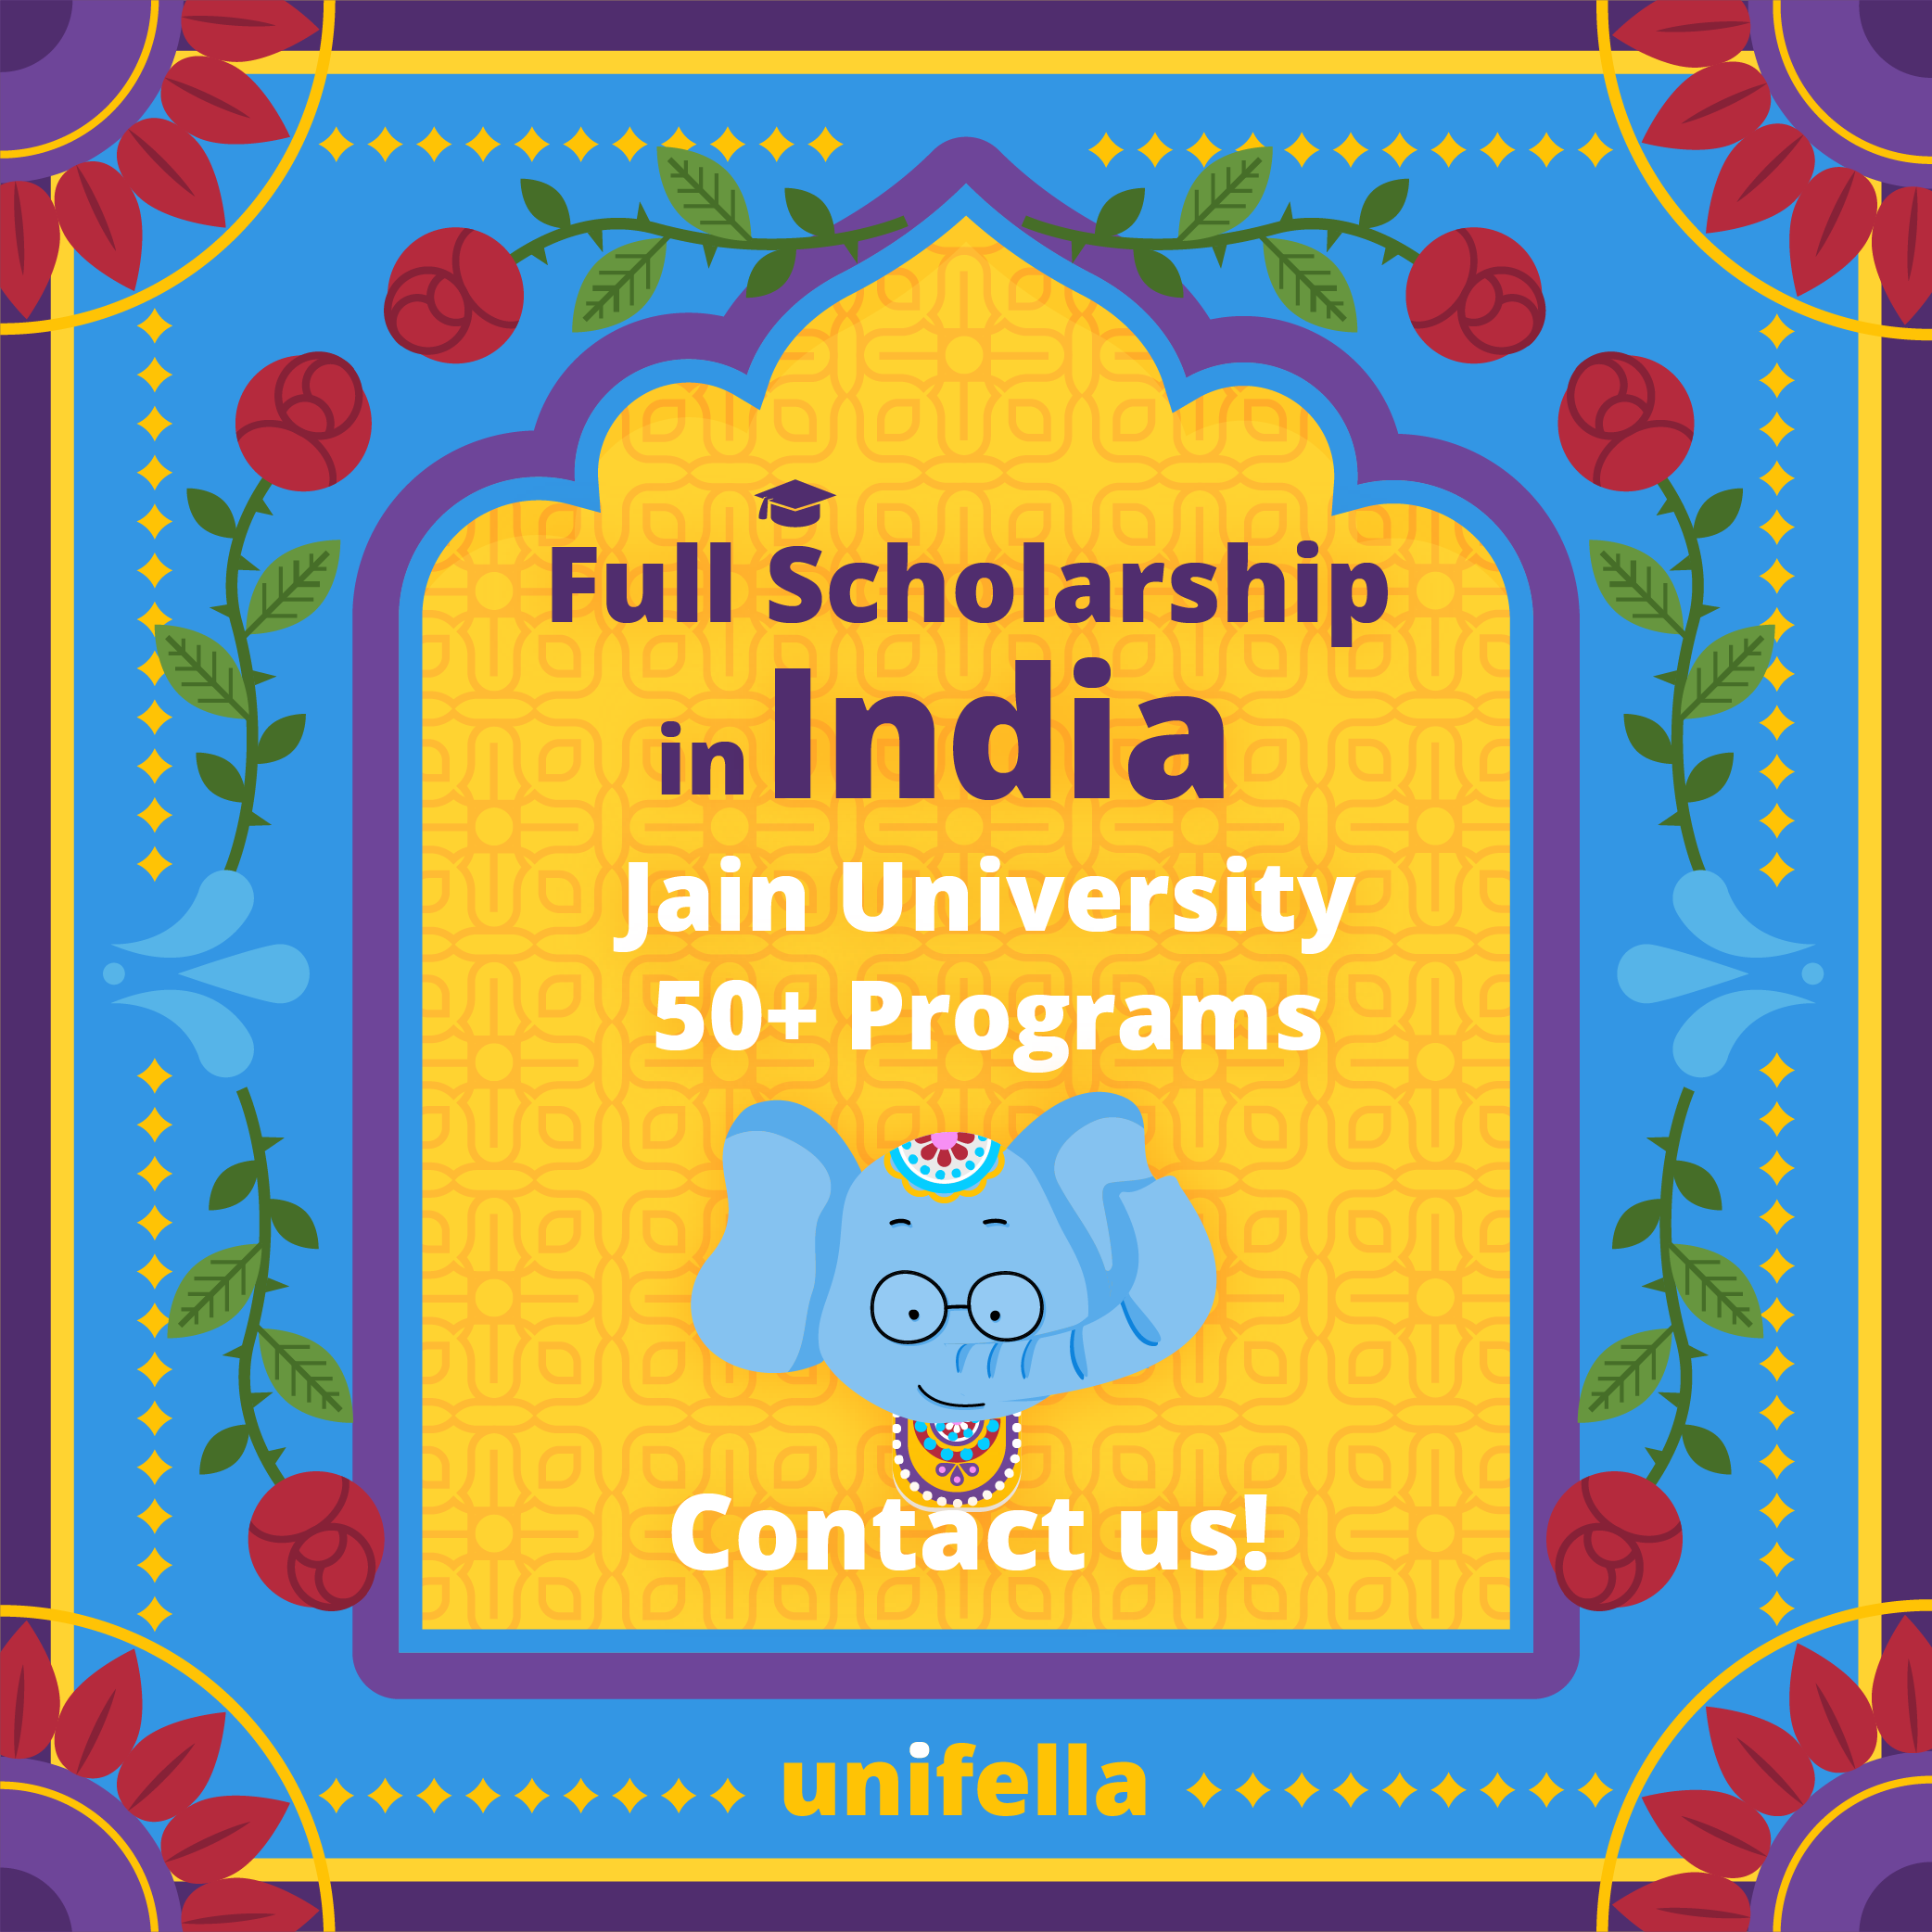 Full Scholarship
in India
Jain University
50+ Programs
Contact us!
unifella